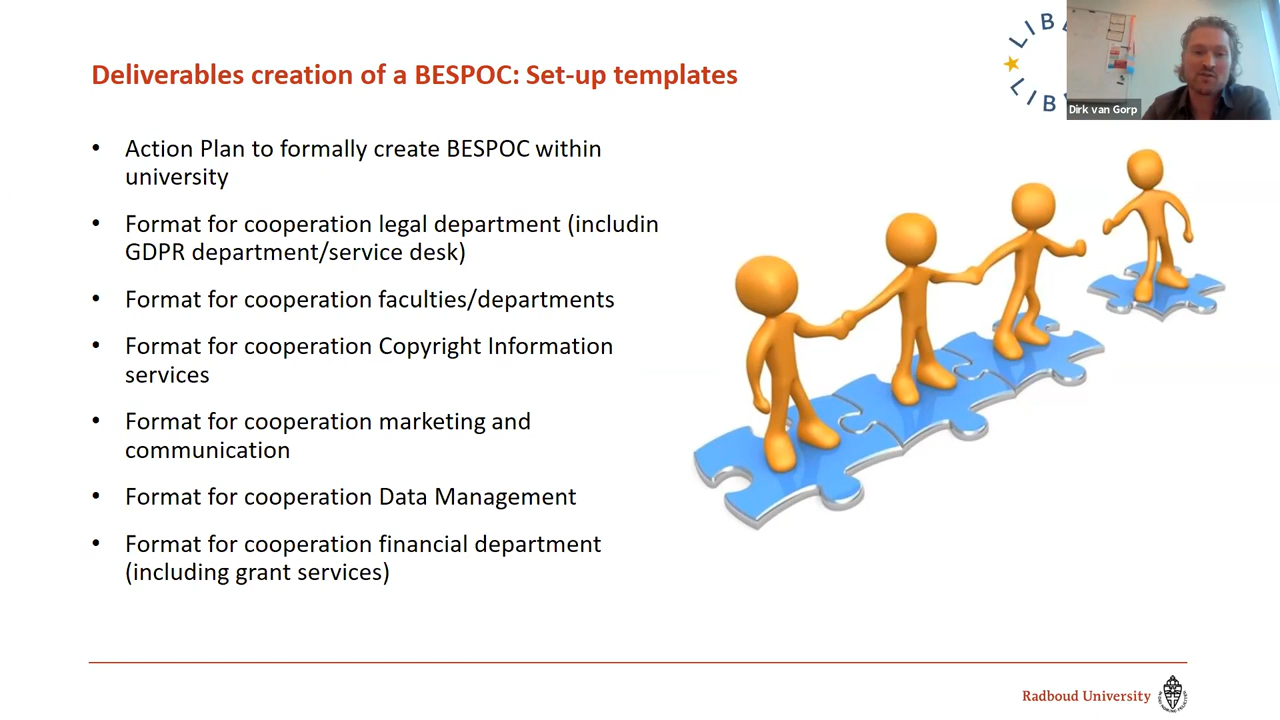 Deliverables creation of a BESPOC: Set-up templates
• Action Plan to formally create BESPOC within
university
• Format for cooperation legal department (includin
GDPR department/service desk)
• Format for cooperation faculties/departments
• Format for cooperation Copyright Information
services
• Format for cooperation marketing and
communication
• Format for cooperation Data Management
• Format for cooperation financial department
(including grant services)
LIBE
LIB
Dirk van Gorp
Radboud University